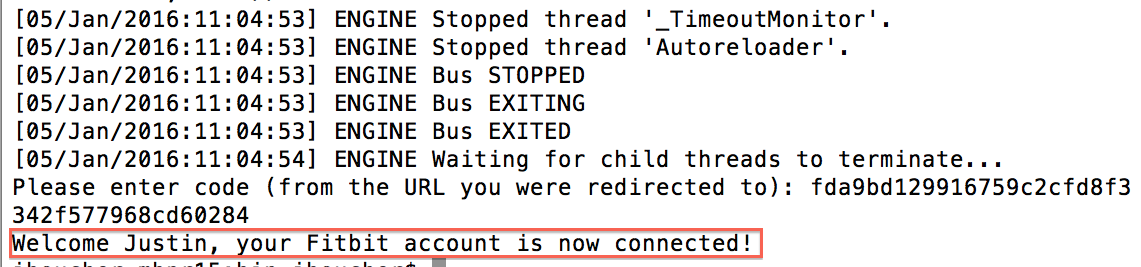 [05/Jan/2016:11:04:53] ENGINE Stopped thread '_TimeoutMonitor'.
[05/Jan/2016:11:04:53] ENGINE Stopped thread 'Autoreloader'.
[05/Jan/2016:11:04:53] ENGINE Bus STOPPED
[05/Jan/2016:11:04:53] ENGINE Bus EXITING
[05/Jan/2016:11:04:53] ENGINE Bus EXITED
[05/Jan/2016:11:04:54] ENGINE Waiting for child threads to terminate...
Please enter code (from the URL you were redirected to): fda9bd129916759c2cfd8f3
342f577968cd60284
Welcome Justin, your Fitbit account is now connected!